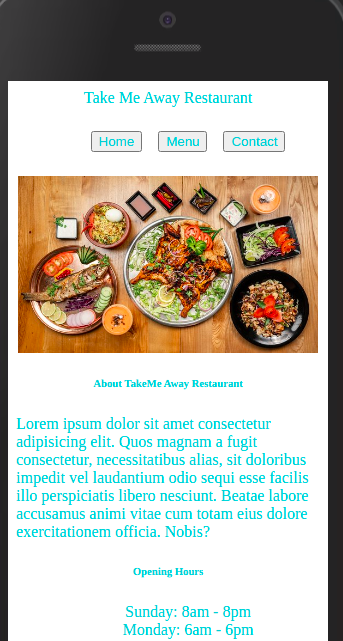 Take Me Away Restaurant
Home Menu Contact
About TakeMe Away Restaurant
Lorem ipsum dolor sit amet consectetur
adipisicing elit. Quos magnam a fugit
consectetur, necessitatibus alias, sit doloribus
impedit vel laudantium odio sequi esse facilis
illo perspiciatis libero nesciunt. Beatae labore
accusamus animi vitae cum totam eius dolore
exercitationem officia. Nobis?
Opening Hours
Sunday: 8am - 8pm
Monday: 6am - 6pm